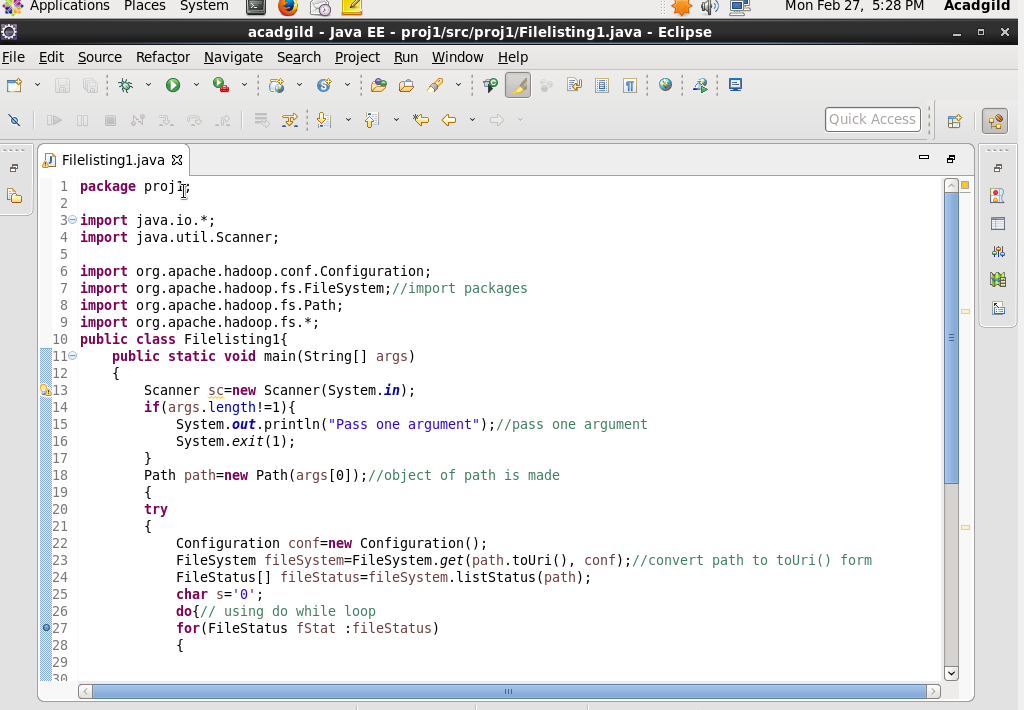 Applications Places System Mon Feb 27, 5:28 PM Acadgild
acadgild - Java EE - proj1/src/proj1/Filelisting1.java - Eclipse
File Edit Source Refactor Navigate Search Project Run Window Help
Quick Access
Filelisting1.java
1 package proj1;
2
3 import java.io.*;
4 import java.util.Scanner;
5
6 import org.apache.hadoop.conf.Configuration;
7 import org.apache.hadoop.fs.FileSystem;//import packages
8 import org.apache.hadoop.fs.Path;
9 import org.apache.hadoop.fs.*;
10 public class Filelisting1{
11 public static void main(String[] args)
12 {
13 Scanner sc=new Scanner(System.in);
14 if(args.length!=1){
15 System.out.println("Pass one argument");//pass one argument
16 System.exit(1);
17 }
18 Path path=new Path(args[0]);//object of path is made
19 {
20 try
21 {
22 Configuration conf=new Configuration();
23 FileSystem fileSystem=FileSystem.get(path.toUri(), conf);//convert path to toUri() form
24 FileStatus[] fileStatus=fileSystem.listStatus(path);
25 char s='0';
26 do{// using do while loop
27 for(FileStatus fStat :fileStatus)
28 {
29
30